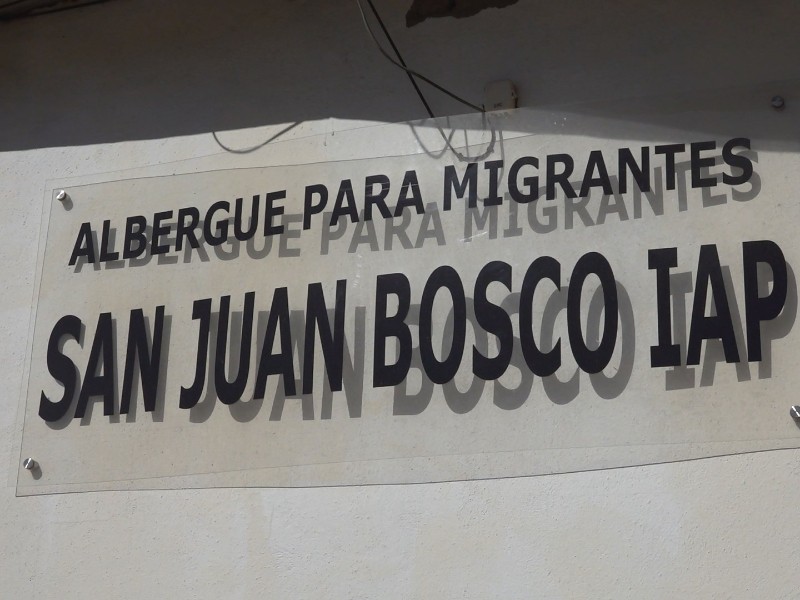 ALBERGUE PARA MIGRANTES
SAN JUAN BOSCO IAP